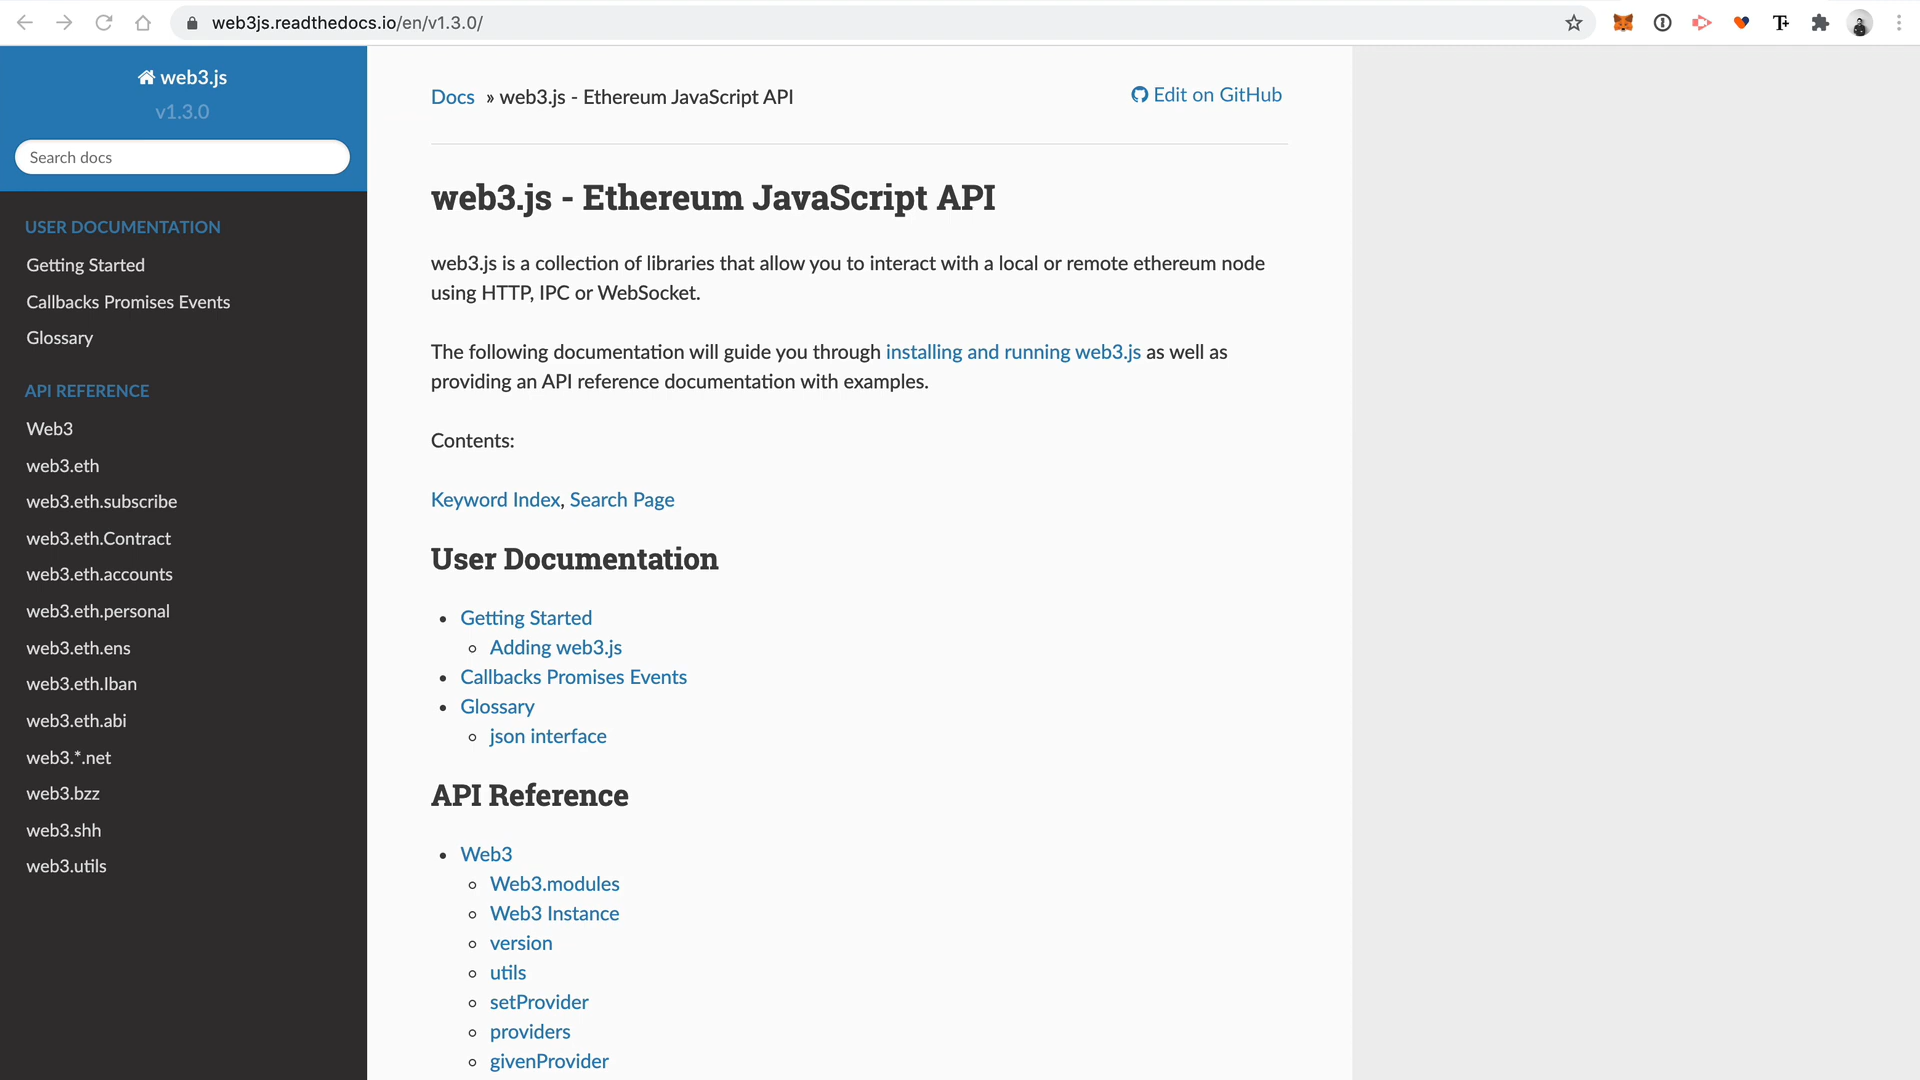 web3js.readthedocs.io/en/v1.3.0/
web3.js
v1.3.0
Search docs
USER DOCUMENTATION
Getting Started
Callbacks Promises Events
Glossary
API REFERENCE
Web3
web3.eth
web3.eth.subscribe
web3.eth.Contract
web3.eth.accounts
web3.eth.personal
web3.eth.ens
web3.eth.Iban
web3.eth.abi
web3.*.net
web3.bzz
web3.shh
web3.utils
Docs » web3.js - Ethereum JavaScript API
Edit on GitHub
web3.js - Ethereum JavaScript API
web3.js is a collection of libraries that allow you to interact with a local or remote ethereum node
using HTTP, IPC or WebSocket.
The following documentation will guide you through installing and running web3.js as well as
providing an API reference documentation with examples.
Contents:
Keyword Index, Search Page
User Documentation
Getting Started
Adding web3.js
Callbacks Promises Events
Glossary
json interface
API Reference
Web3
Web3.modules
Web3 Instance
version
utils
setProvider
providers
givenProvider